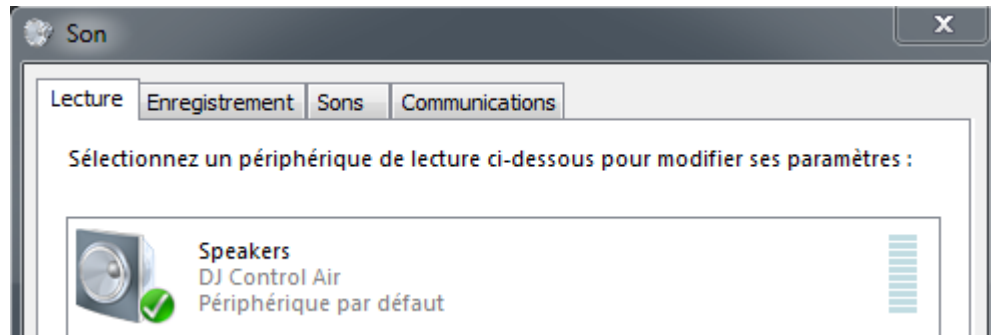 Son
Lecture Enregistrement Sons Communications
Sélectionnez un périphérique de lecture ci-dessous pour modifier ses paramètres :
Speakers
DJ Control Air
Périphérique par défaut